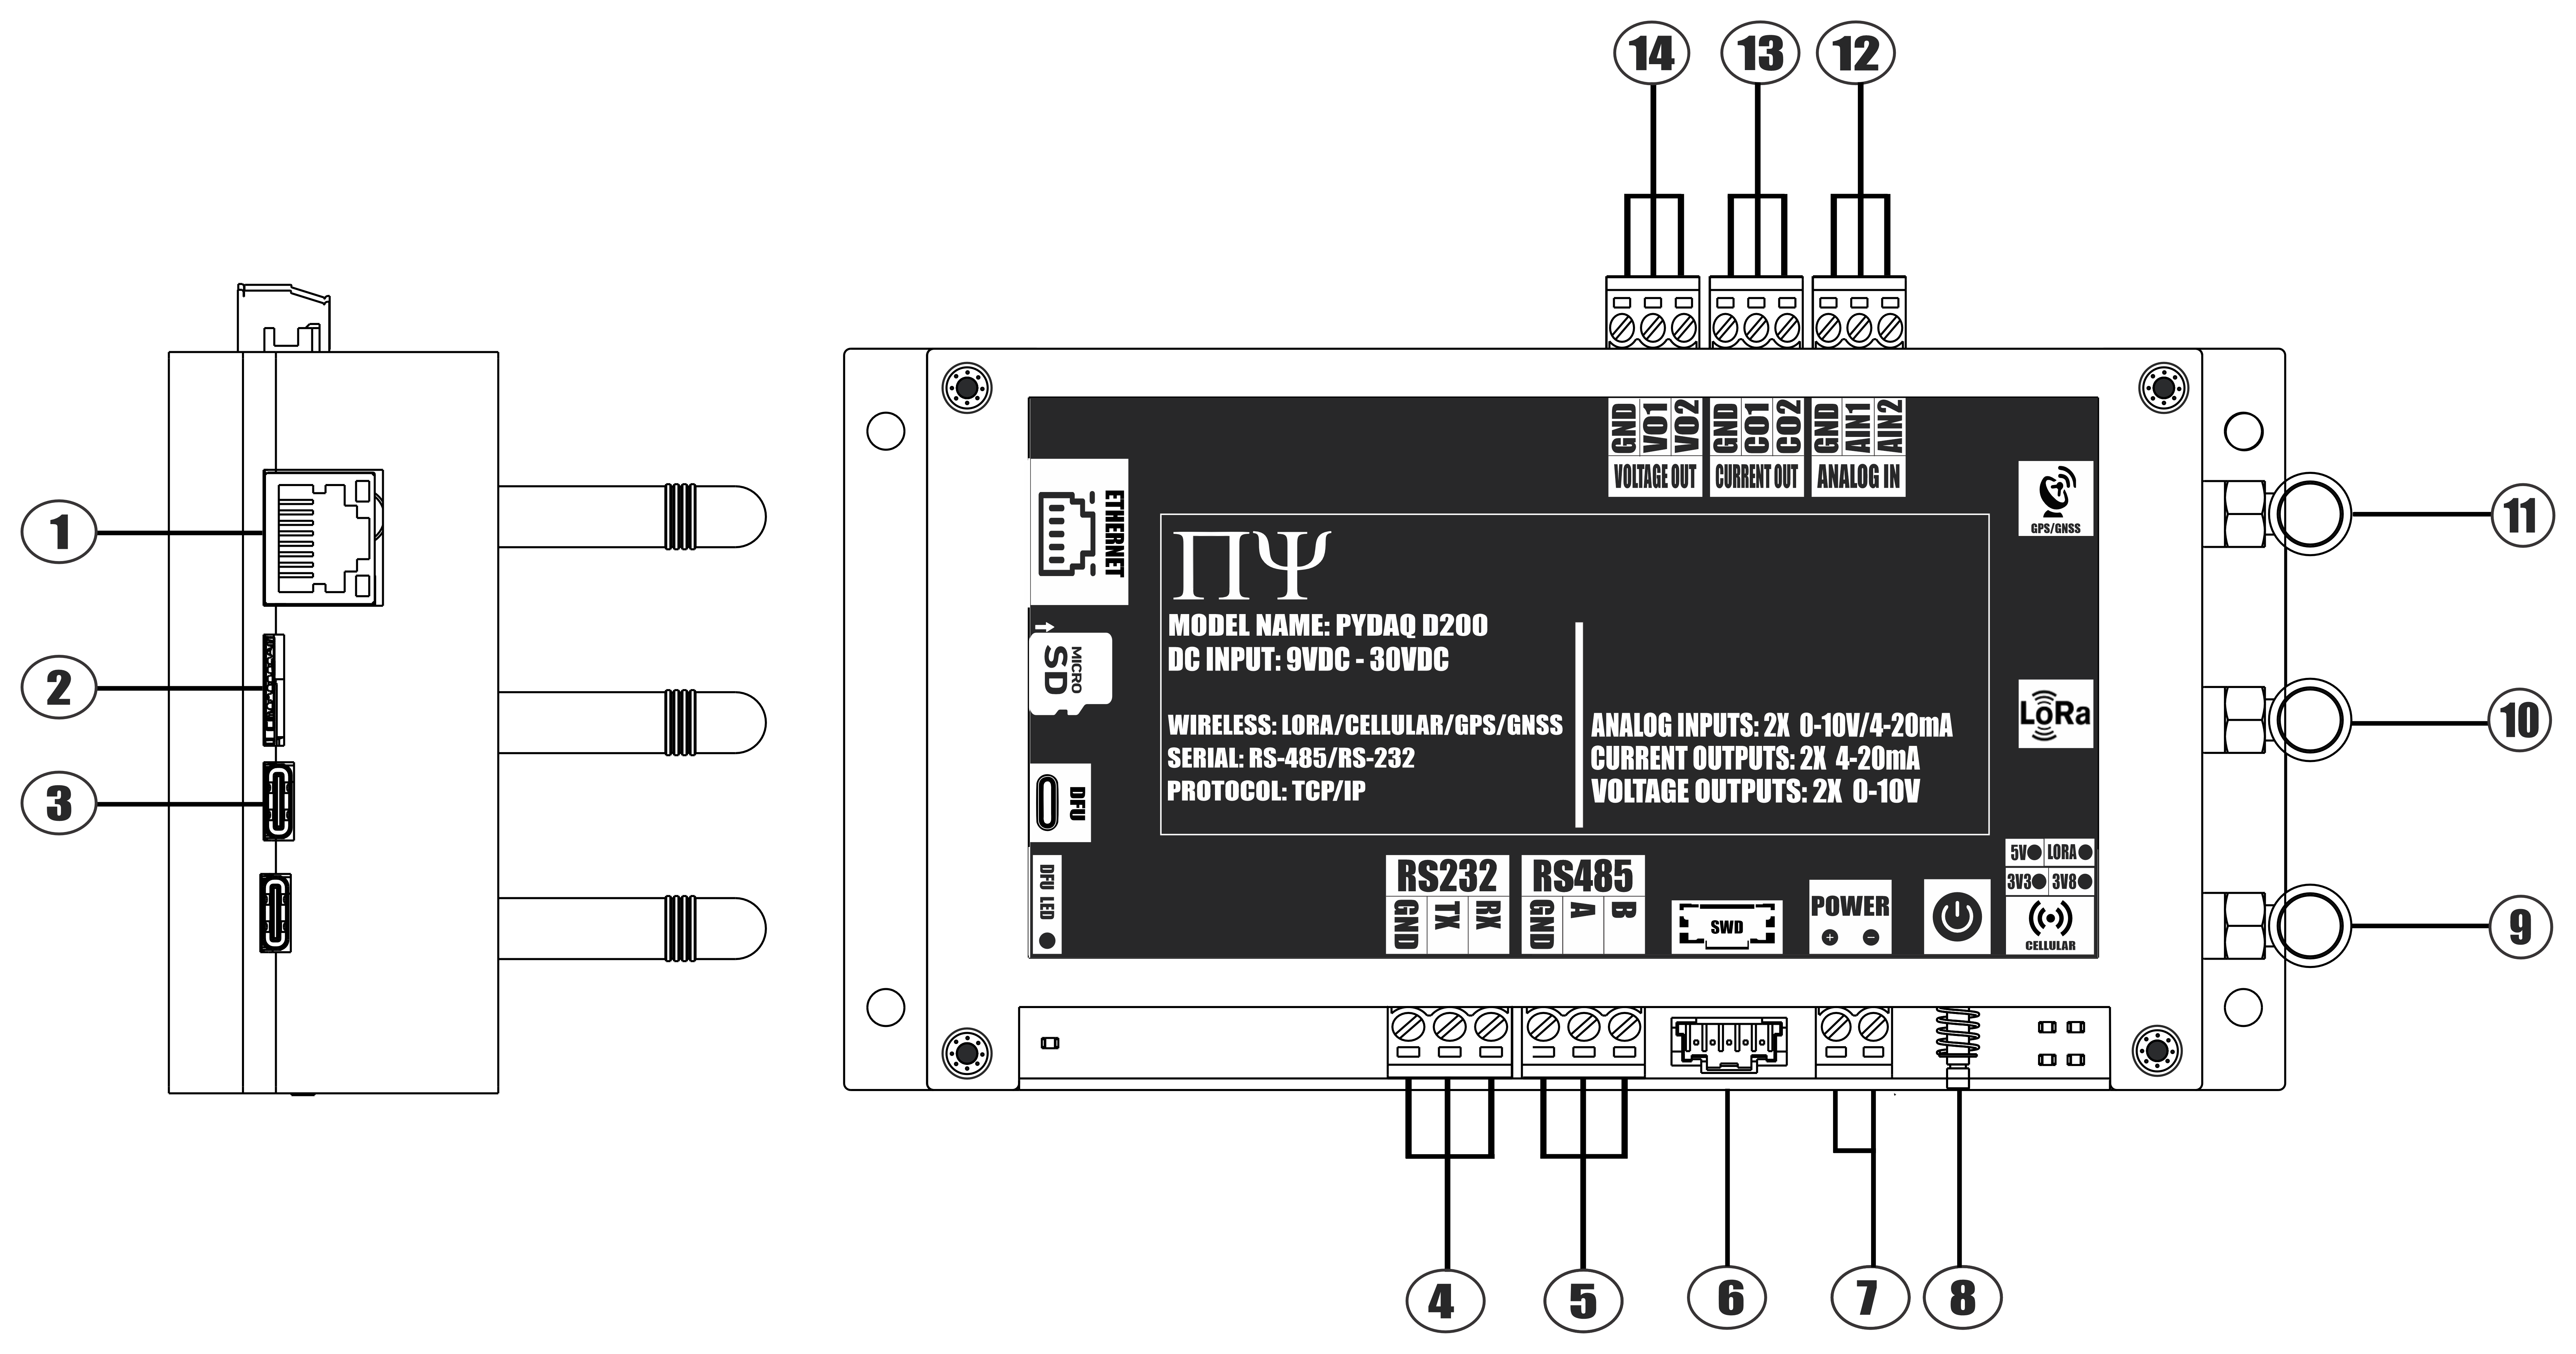 14 13 12
1
2
3
GND VO1 VO2
VOLTAGE OUT
GND CO1 CO2
CURRENT OUT
GND AIN1 AIN2
ANALOG IN
GPS/GNSS
11
ETHERNET
ΠΨ
MODEL NAME: PYDAQ D200
DC INPUT: 9VDC - 30VDC
MICRO
SD
WIRELESS: LORA/CELLULAR/GPS/GNSS
SERIAL: RS-485/RS-232
PROTOCOL: TCP/IP
ANALOG INPUTS: 2X 0-10V/4-20mA
CURRENT OUTPUTS: 2X 4-20mA
VOLTAGE OUTPUTS: 2X 0-10V
LoRa
10
DFU
DFU LED
RS232
GND TX RX
RS485
GND A B
SWD
POWER
+ −
5V LORA
3V3 3V8
CELLULAR
9
4 5 6 7 8